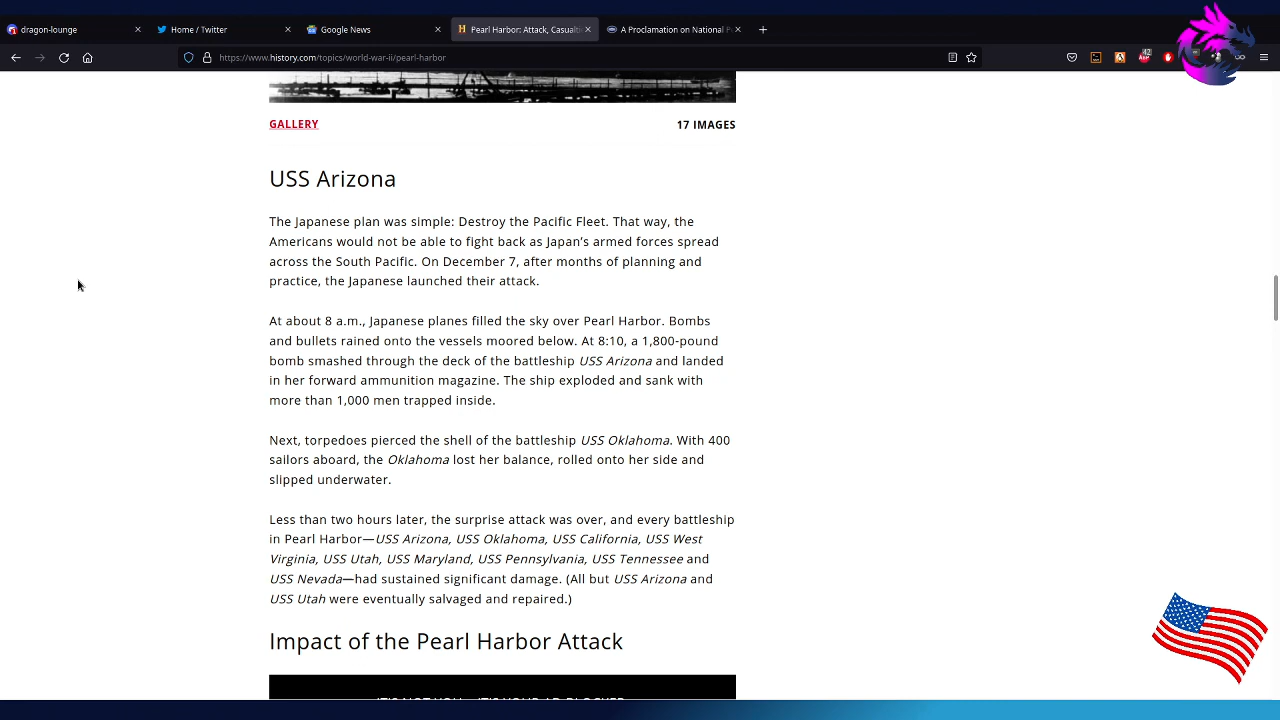 dragon-lounge
Home / Twitter
Google News
Pearl Harbor: Attack, Casualti
A Proclamation on National P
https://www.history.com/topics/world-war-ii/pearl-harbor
42
ABP
GALLERY
17 IMAGES
USS Arizona
The Japanese plan was simple: Destroy the Pacific Fleet. That way, the
Americans would not be able to fight back as Japan’s armed forces spread
across the South Pacific. On December 7, after months of planning and
practice, the Japanese launched their attack.
At about 8 a.m., Japanese planes filled the sky over Pearl Harbor. Bombs
and bullets rained onto the vessels moored below. At 8:10, a 1,800-pound
bomb smashed through the deck of the battleship USS Arizona and landed
in her forward ammunition magazine. The ship exploded and sank with
more than 1,000 men trapped inside.
Next, torpedoes pierced the shell of the battleship USS Oklahoma. With 400
sailors aboard, the Oklahoma lost her balance, rolled onto her side and
slipped underwater.
Less than two hours later, the surprise attack was over, and every battleship
in Pearl Harbor—USS Arizona, USS Oklahoma, USS California, USS West
Virginia, USS Utah, USS Maryland, USS Pennsylvania, USS Tennessee and
USS Nevada—had sustained significant damage. (All but USS Arizona and
USS Utah were eventually salvaged and repaired.)
Impact of the Pearl Harbor Attack
IT'S NOT YOU. IT'S YOUR AD BLOCKER.